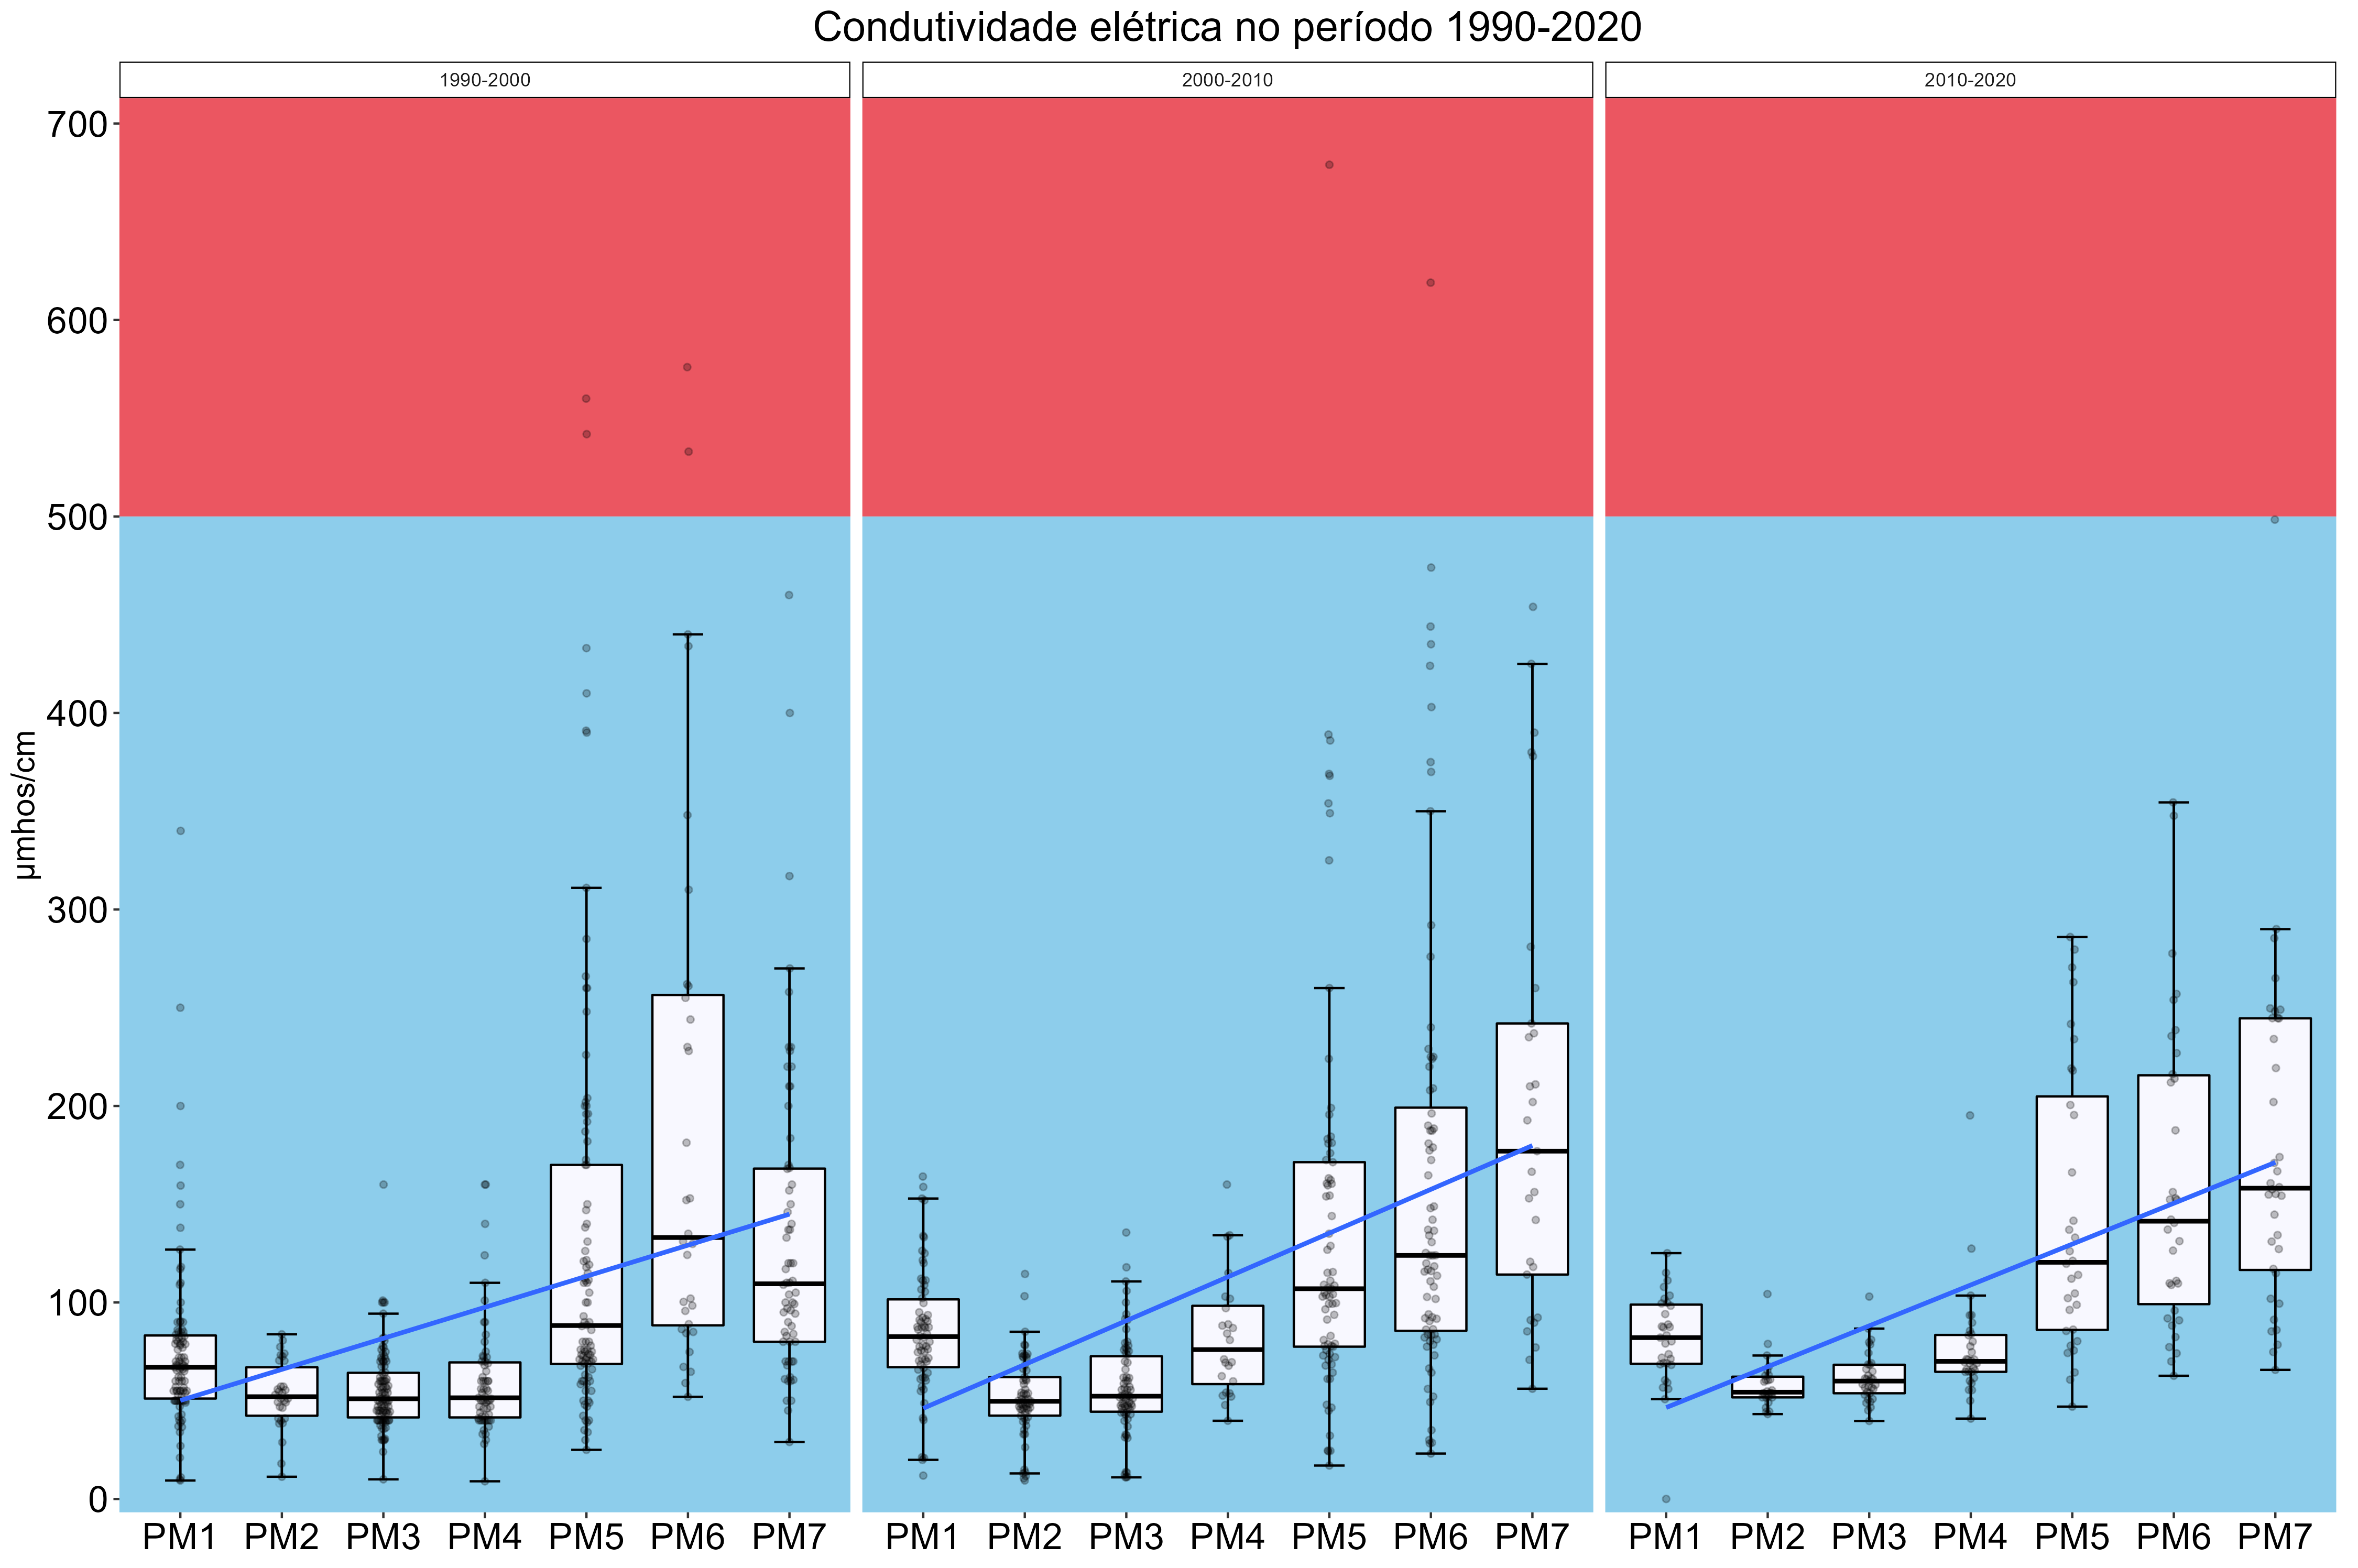 Condutividade elétrica no período 1990-2020
1990-2000
2000-2010
2010-2020
µmhos/cm
700
600
500
400
300
200
100
0
PM1 PM2 PM3 PM4 PM5 PM6 PM7
PM1 PM2 PM3 PM4 PM5 PM6 PM7
PM1 PM2 PM3 PM4 PM5 PM6 PM7